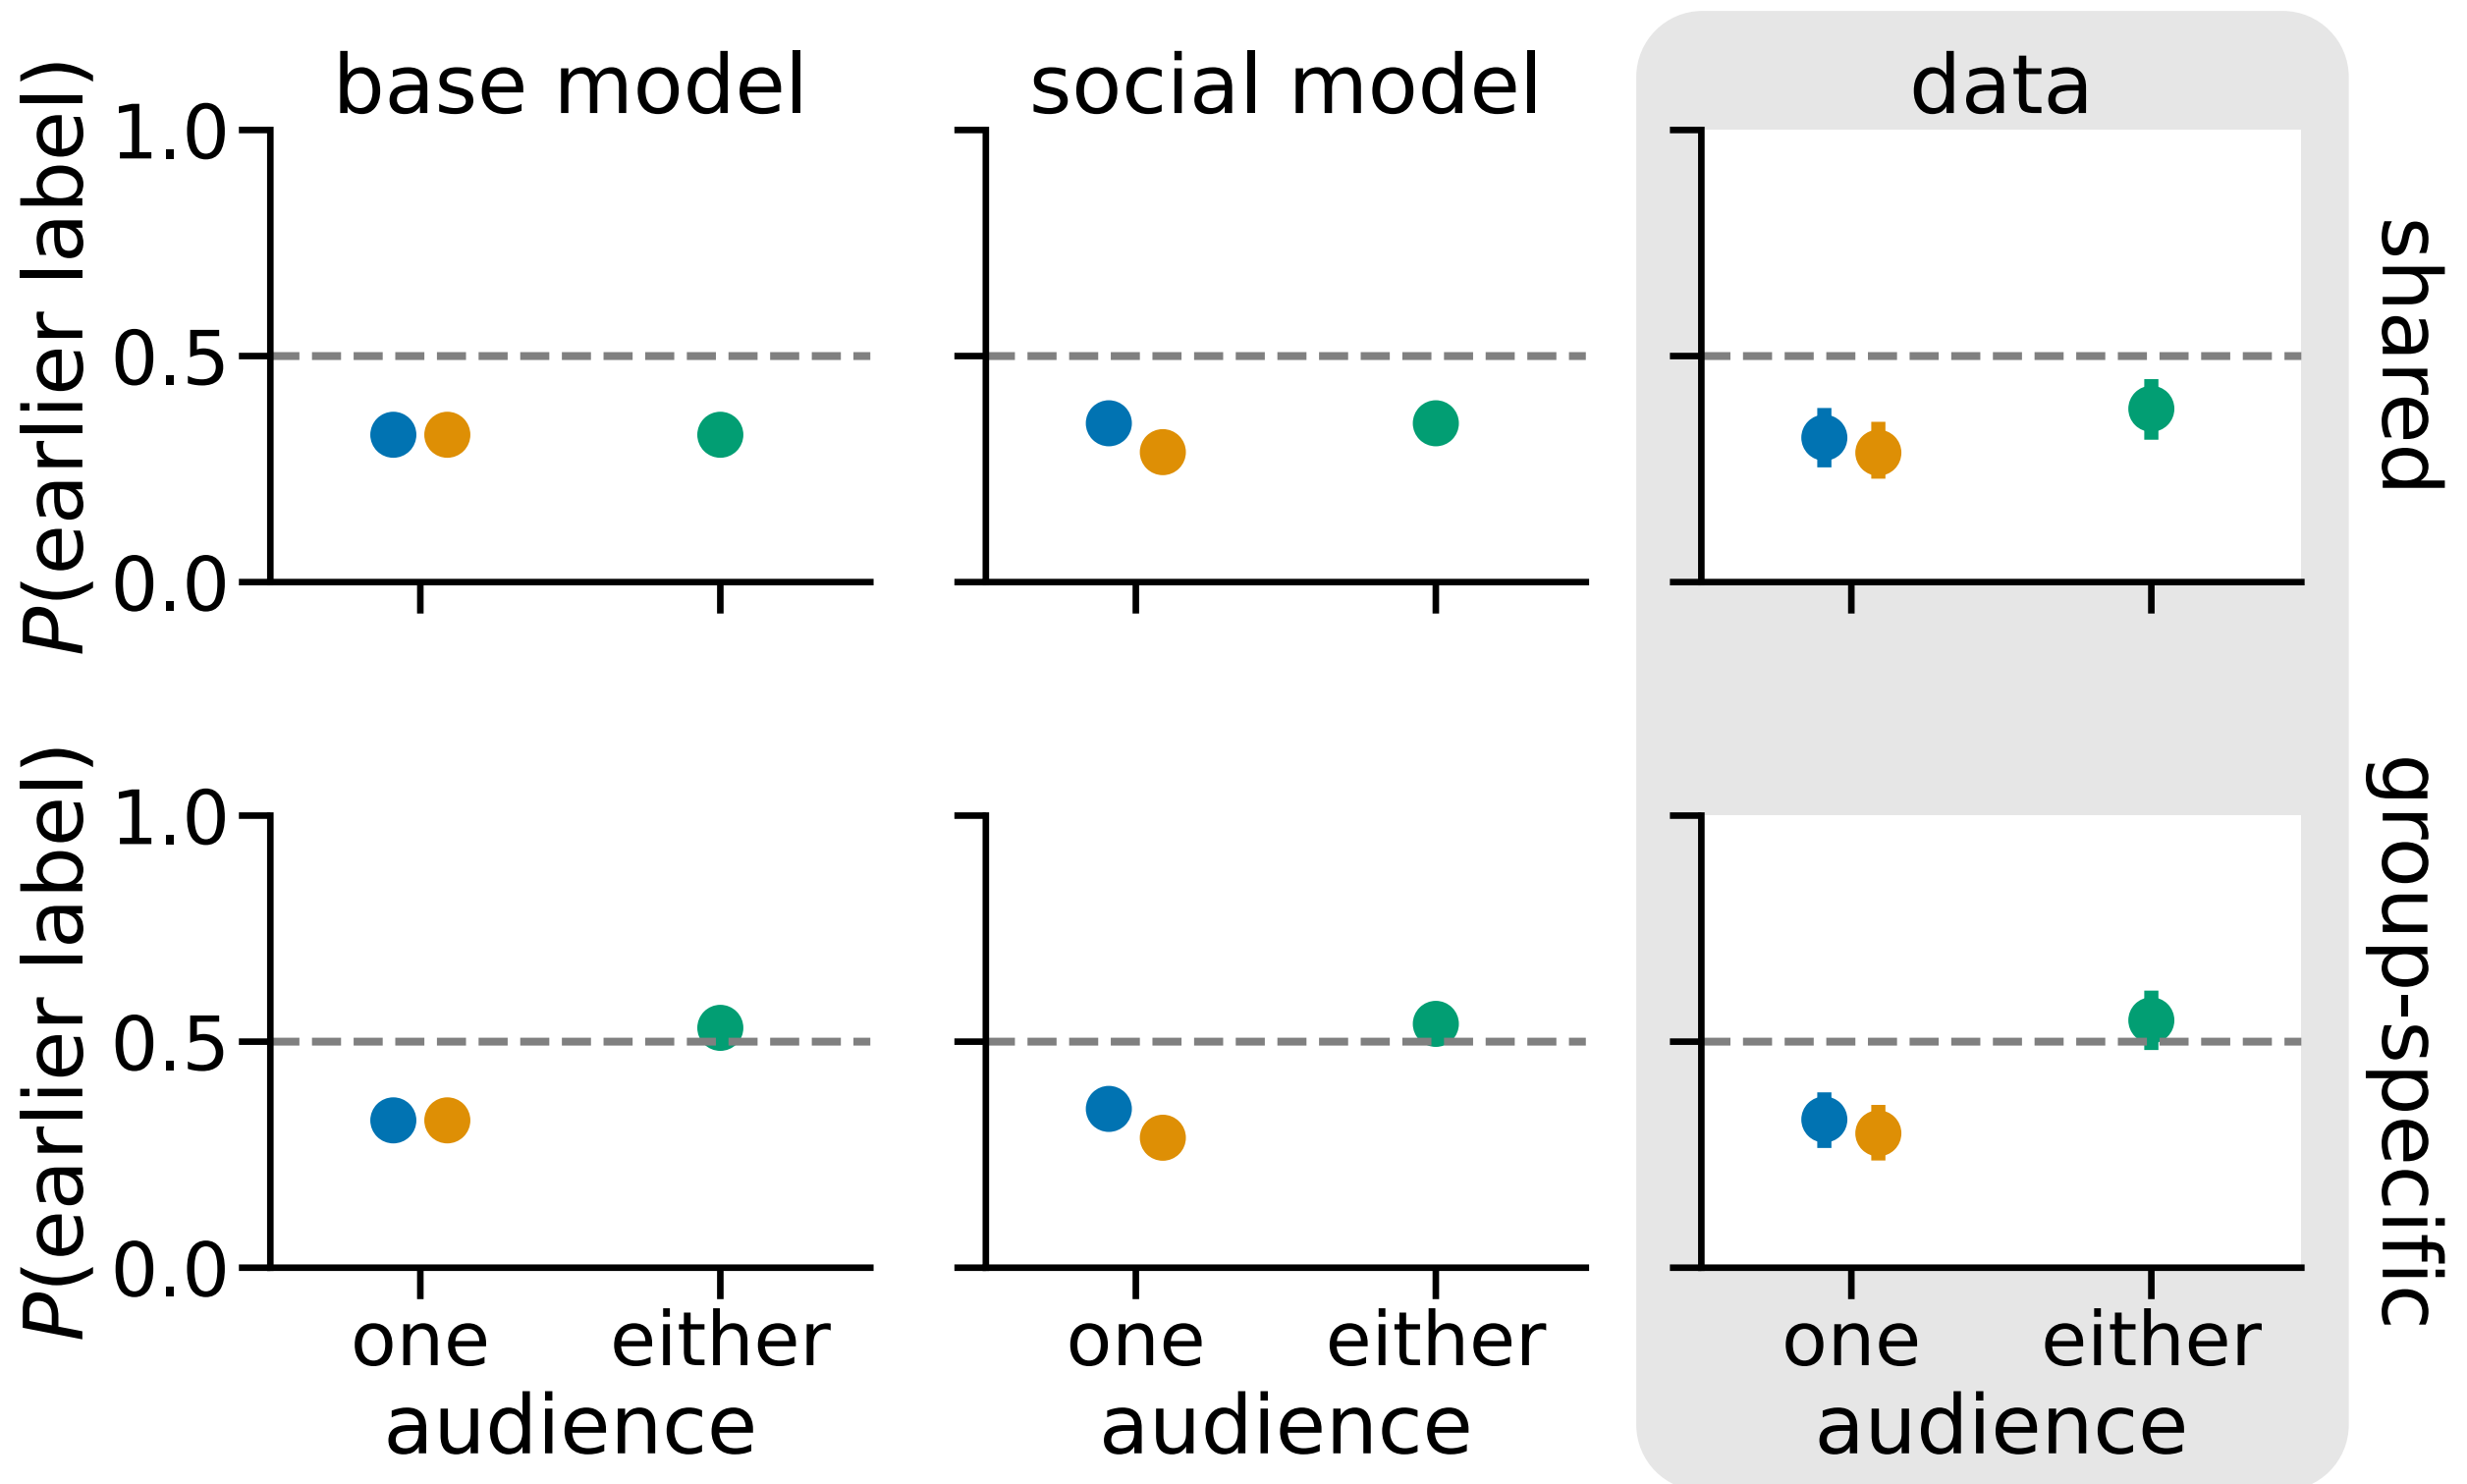 base model
social model
data
P(earlier label)
1.0
0.5
0.0
shared
P(earlier label)
1.0
0.5
0.0
group-specific
one either
one either
one either
audience
audience
audience